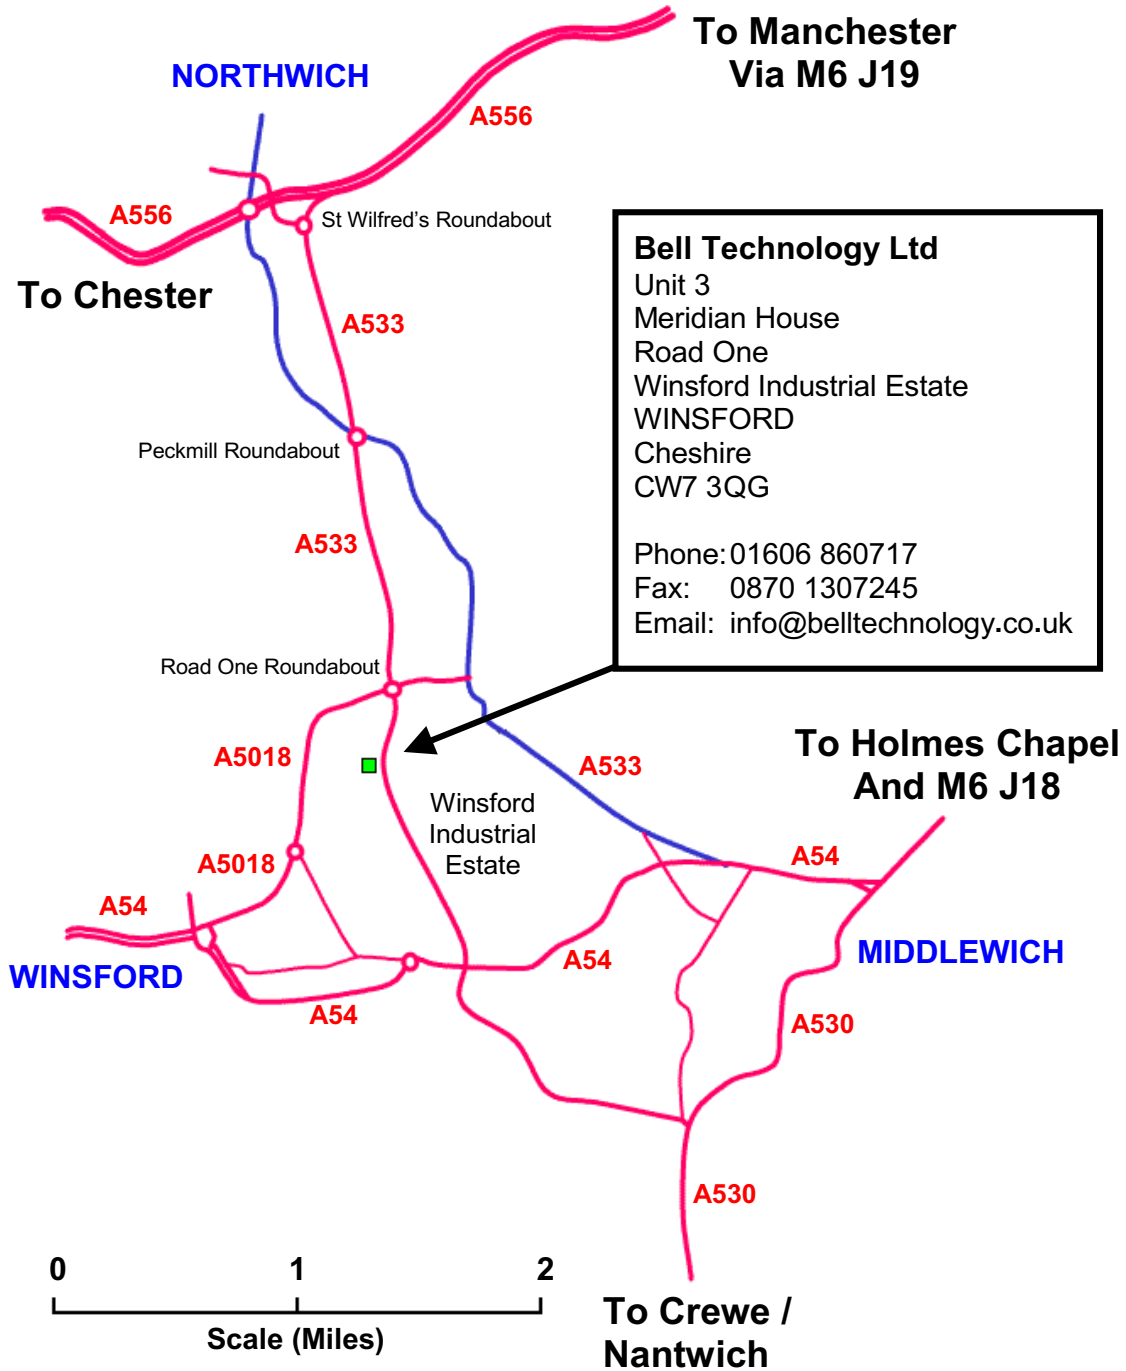 To Manchester
Via M6 J19
NORTHWICH
A556
A556
St Wilfred's Roundabout
To Chester
A533
Bell Technology Ltd
Unit 3
Meridian House
Road One
Winsford Industrial Estate
WINSFORD
Cheshire
CW7 3QG
Phone: 01606 860717
Fax: 0870 1307245
Email: info@belltechnology.co.uk
Peckmill Roundabout
A533
Road One Roundabout
A5018
A533
To Holmes Chapel
And M6 J18
Winsford
Industrial
Estate
A5018
A54
A54
WINSFORD
A54
MIDDLEWICH
A54
A530
A530
0 1 2
Scale (Miles)
To Crewe /
Nantwich